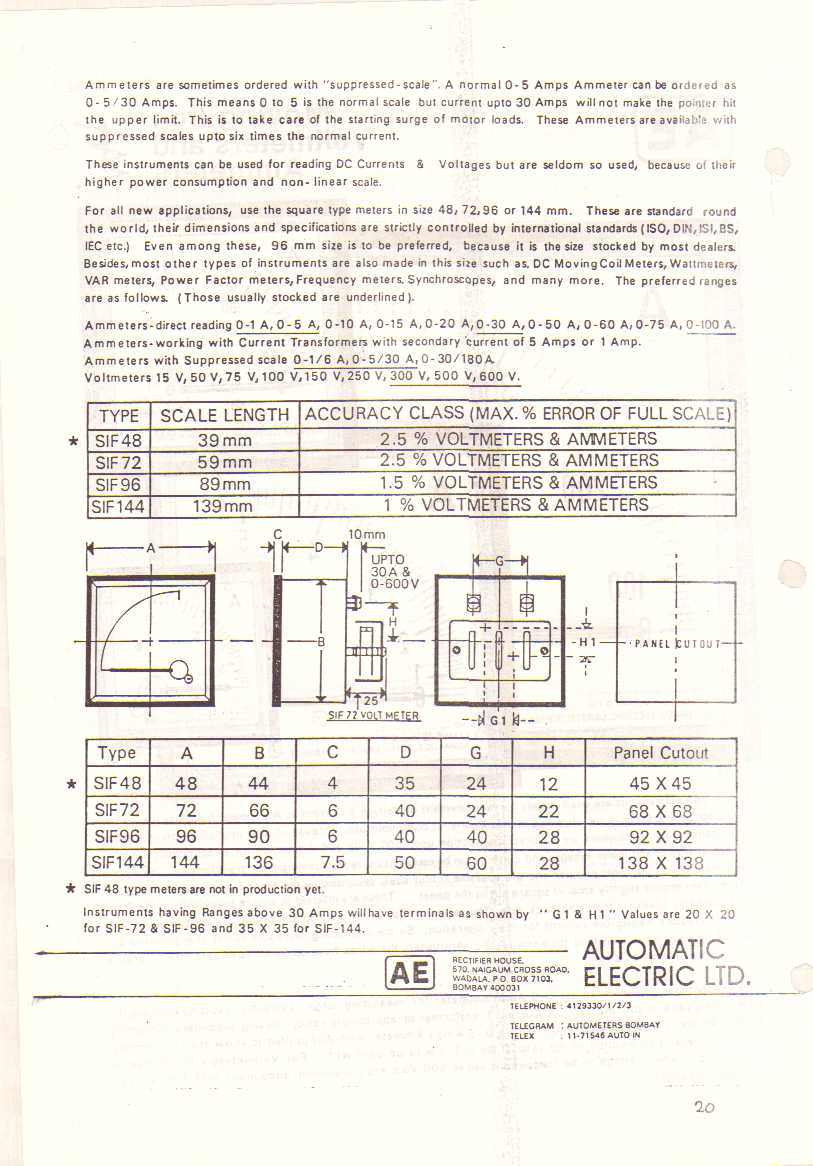 Ammeters are sometimes ordered with "suppressed-scale". A normal 0-5 Amps Ammeter can be ordered as
0-5/30 Amps. This means 0 to 5 is the normal scale but current upto 30 Amps will not make the pointer hit
the upper limit. This is to take care of the starting surge of motor loads. These Ammeters are available with
suppressed scales upto six times the normal current.
These instruments can be used for reading DC Currents & Voltages but are seldom so used, because of their
higher power consumption and non-linear scale.
For all new applications, use the square type meters in size 48, 72, 96 or 144 mm. These are standard round
the world, their dimensions and specifications are strictly controlled by international standards (ISO, DIN, ISI, BS,
IEC etc.) Even among these, 96 mm size is to be preferred, because it is the size stocked by most dealers.
Besides, most other types of instruments are also made in this size such as, DC Moving Coil Meters, Wattmeters,
VAR meters, Power Factor meters, Frequency meters, Synchroscopes, and many more. The preferred ranges
are as follows. (Those usually stocked are underlined).
Ammeters-direct reading 0-1 A, 0-5 A, 0-10 A, 0-15 A, 0-20 A, 0-30 A, 0-50 A, 0-60 A, 0-75 A, 0-100 A.
Ammeters-working with Current Transformers with secondary current of 5 Amps or 1 Amp.
Ammeters with Suppressed scale 0-1/6 A, 0-5/30 A, 0-30/180A
Voltmeters 15 V, 50 V, 75 V, 100 V, 150 V, 250 V, 300 V, 500 V, 600 V.
TYPE SCALE LENGTH ACCURACY CLASS (MAX. % ERROR OF FULL SCALE)
* SIF48 39mm 2.5 % VOLTMETERS & AMMETERS
SIF72 59mm 2.5 % VOLTMETERS & AMMETERS
SIF96 89mm 1.5 % VOLTMETERS & AMMETERS
SIF144 139mm 1 % VOLTMETERS & AMMETERS
A C D 10mm
UPTO
30A &
0-600V
G
B H H1 PANEL CUTOUT
25
SIF 72 VOLT METER
G1
Type A B C D G H Panel Cutout
* SIF48 48 44 4 35 24 12 45 X 45
SIF72 72 66 6 40 24 22 68 X 68
SIF96 96 90 6 40 40 28 92 X 92
SIF144 144 136 7.5 50 60 28 138 X 138
* SIF 48 type meters are not in production yet.
Instruments having Ranges above 30 Amps will have terminals as shown by "G1 & H1" Values are 20 X 20
for SIF-72 & SIF-96 and 35 X 35 for SIF-144.
AE
RECTIFIER HOUSE,
570, NAIGAUM CROSS ROAD,
WADALA, P.O. BOX 7103,
BOMBAY 400031
AUTOMATIC
ELECTRIC LTD.
TELEPHONE : 4129330/1/2/3
TELEGRAM : AUTOMETERS BOMBAY
TELEX : 11-71546 AUTO IN
20